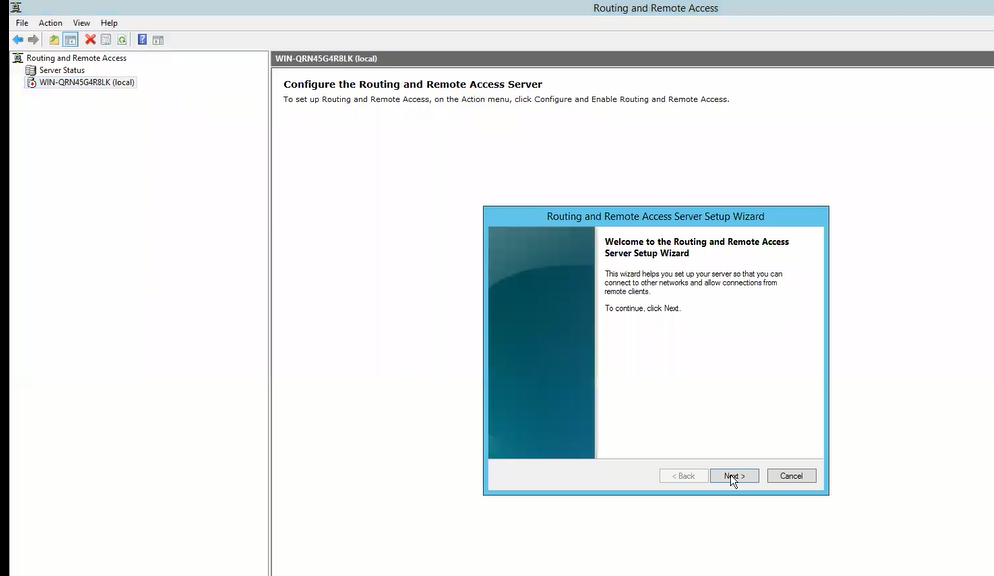 Routing and Remote Access
File Action View Help
Routing and Remote Access
Server Status
WIN-QRN45G4R8LK (local)
WIN-QRN45G4R8LK (local)
Configure the Routing and Remote Access Server
To set up Routing and Remote Access, on the Action menu, click Configure and Enable Routing and Remote Access.
Routing and Remote Access Server Setup Wizard
Welcome to the Routing and Remote Access
Server Setup Wizard
This wizard helps you set up your server so that you can
connect to other networks and allow connections from
remote clients.
To continue, click Next.
< Back Next > Cancel